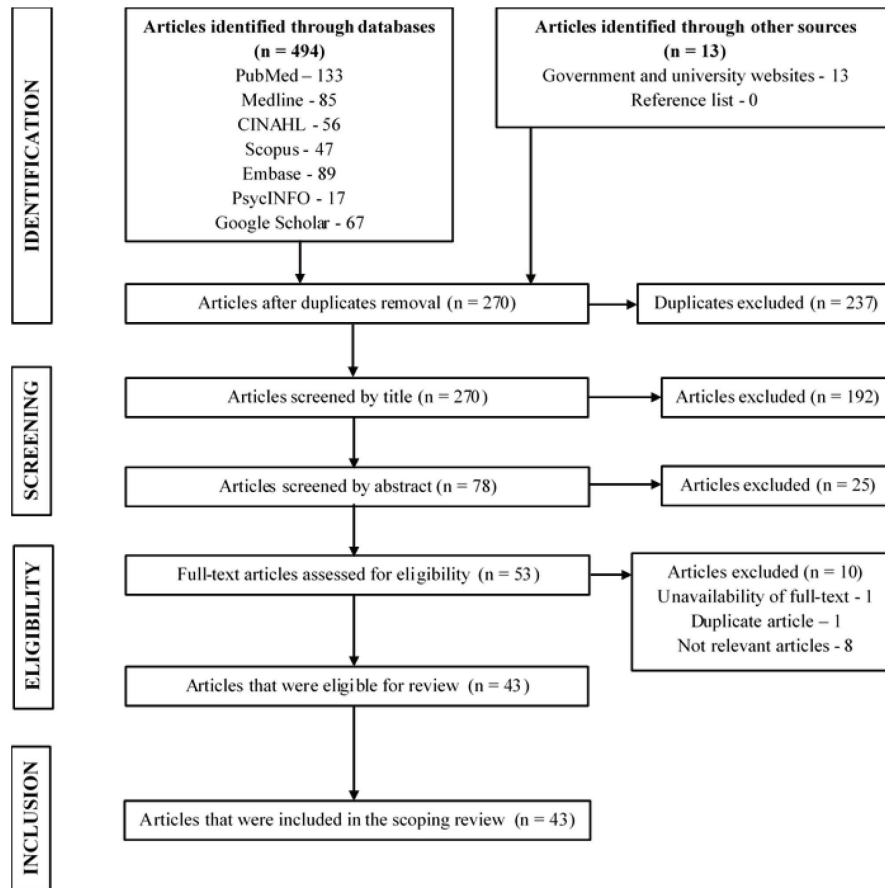 IDENTIFICATION
Articles identified through databases
(n = 494)
PubMed – 133
Medline - 85
CINAHL - 56
Scopus - 47
Embase - 89
PsycINFO - 17
Google Scholar - 67
Articles identified through other sources
(n = 13)
Government and university websites - 13
Reference list - 0
Articles after duplicates removal (n = 270)
Duplicates excluded (n = 237)
SCREENING
Articles screened by title (n = 270)
Articles excluded (n = 192)
Articles screened by abstract (n = 78)
Articles excluded (n = 25)
ELIGIBILITY
Full-text articles assessed for eligibility (n = 53)
Articles excluded (n = 10)
Unavailability of full-text - 1
Duplicate article – 1
Not relevant articles - 8
Articles that were eligible for review (n = 43)
INCLUSION
Articles that were included in the scoping review (n = 43)